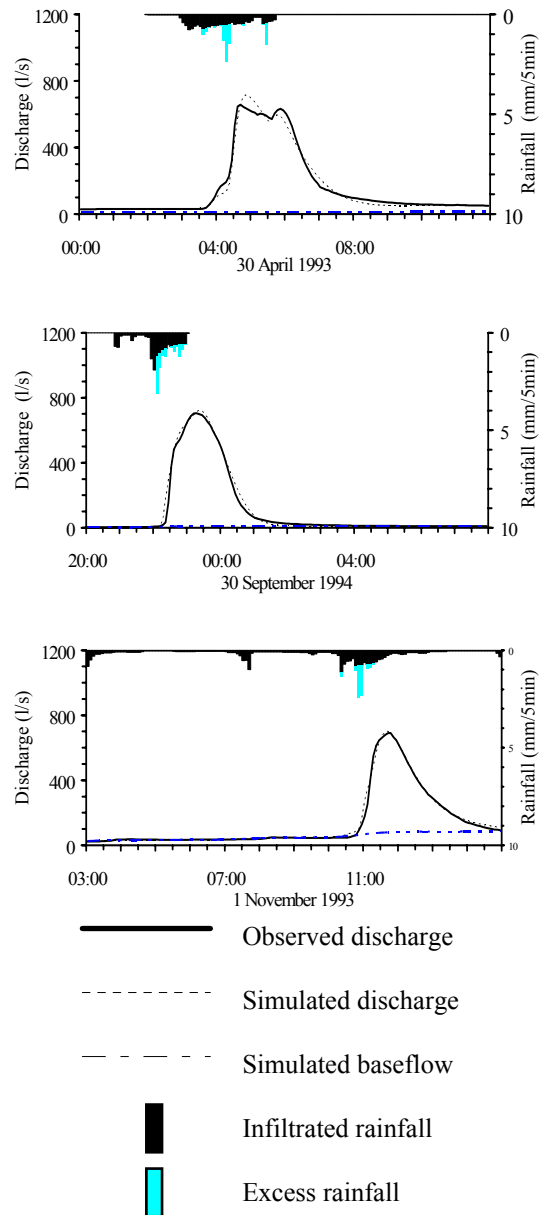 1200
800
400
0
Discharge (l/s)
0
5
10
Rainfall (mm/5min)
00:00 04:00 08:00
30 April 1993
1200
800
400
0
Discharge (l/s)
0
5
10
Rainfall (mm/5min)
20:00 00:00 04:00
30 September 1994
1200
800
400
0
Discharge (l/s)
0
5
10
Rainfall (mm/5min)
03:00 07:00 11:00
1 November 1993
Observed discharge
Simulated discharge
Simulated baseflow
Infiltrated rainfall
Excess rainfall